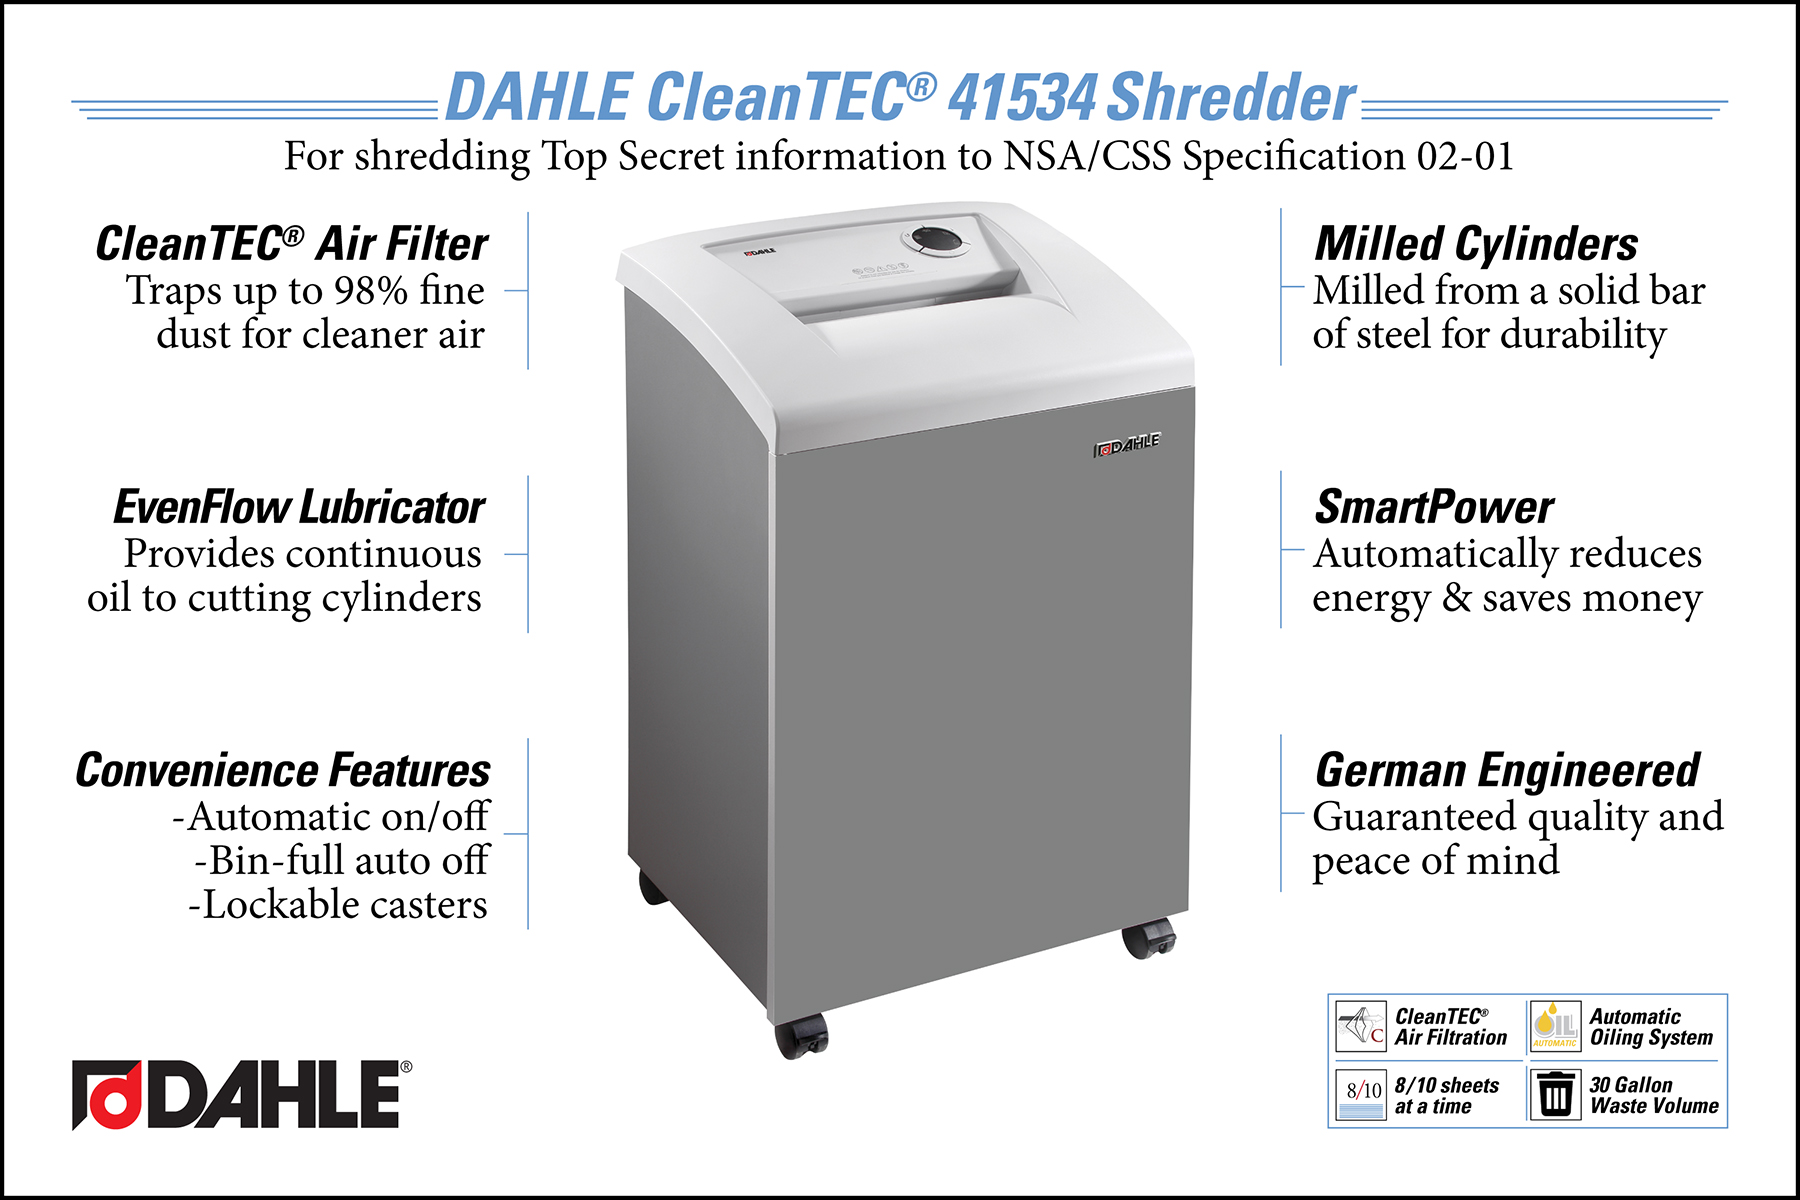 DAHLE CleanTEC® 41534 Shredder
For shredding Top Secret information to NSA/CSS Specification 02-01
CleanTEC® Air Filter
Traps up to 98% fine
dust for cleaner air
EvenFlow Lubricator
Provides continuous
oil to cutting cylinders
Convenience Features
-Automatic on/off
-Bin-full auto off
-Lockable casters
DAHLE
DAHLE
Milled Cylinders
Milled from a solid bar
of steel for durability
SmartPower
Automatically reduces
energy & saves money
German Engineered
Guaranteed quality and
peace of mind
DAHLE®
C
CleanTEC®
Air Filtration
OIL
AUTOMATIC
Automatic
Oiling System
8/10
8/10 sheets
at a time
30 Gallon
Waste Volume